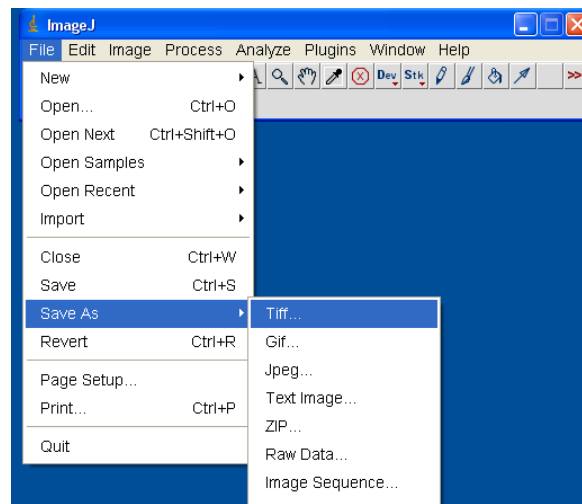 ImageJ
File Edit Image Process Analyze Plugins Window Help
Dev Stk >>
New
Open... Ctrl+O
Open Next Ctrl+Shift+O
Open Samples
Open Recent
Import
Close Ctrl+W
Save Ctrl+S
Save As
Revert Ctrl+R
Page Setup...
Print... Ctrl+P
Quit
Tiff...
Gif...
Jpeg...
Text Image...
ZIP...
Raw Data...
Image Sequence...